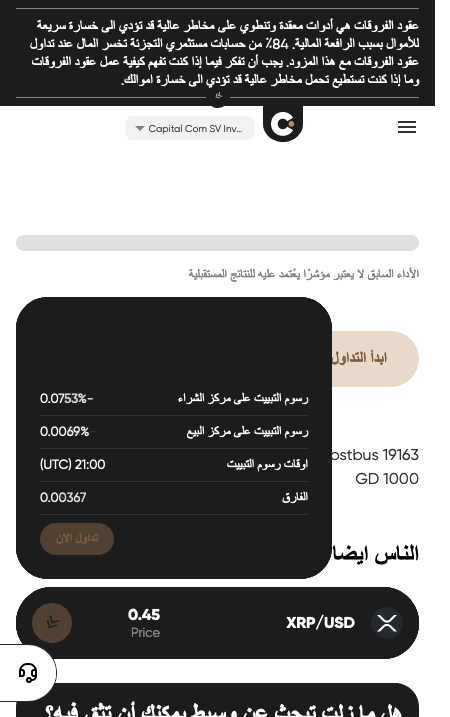 عقود الفروقات هي أدوات معقدة وتنطوي على مخاطر عالية قد تؤدي الى خسارة سريعة
للأموال بسبب الرافعة المالية. 84٪ من حسابات مستثمري التجزئة تخسر المال عند تداول
عقود الفروقات مع هذا المزود. يجب أن تفكر فيما إذا كنت تفهم كيفية عمل عقود الفروقات
وما إذا كنت تستطيع تحمل مخاطر عالية قد تؤدي الى خسارة اموالك.
Capital Com SV Inv...
الأداء السابق لا يعتبر مؤشرًا يعُتمد عليه للنتائج المستقبلية
ابدأ التداول
رسوم التبييت على مركز الشراء 0.0753%-
رسوم التبييت على مركز البيع 0.0069%
اوقات رسوم التبييت 21:00 (UTC)
الفارق 0.00367
تداول الان
ostbus 19163
1000 GD
الناس ايضا
XRP/USD
0.45
Price
هل ما زلت تبحث عن وسيط يمكنك أن تثق فيه؟